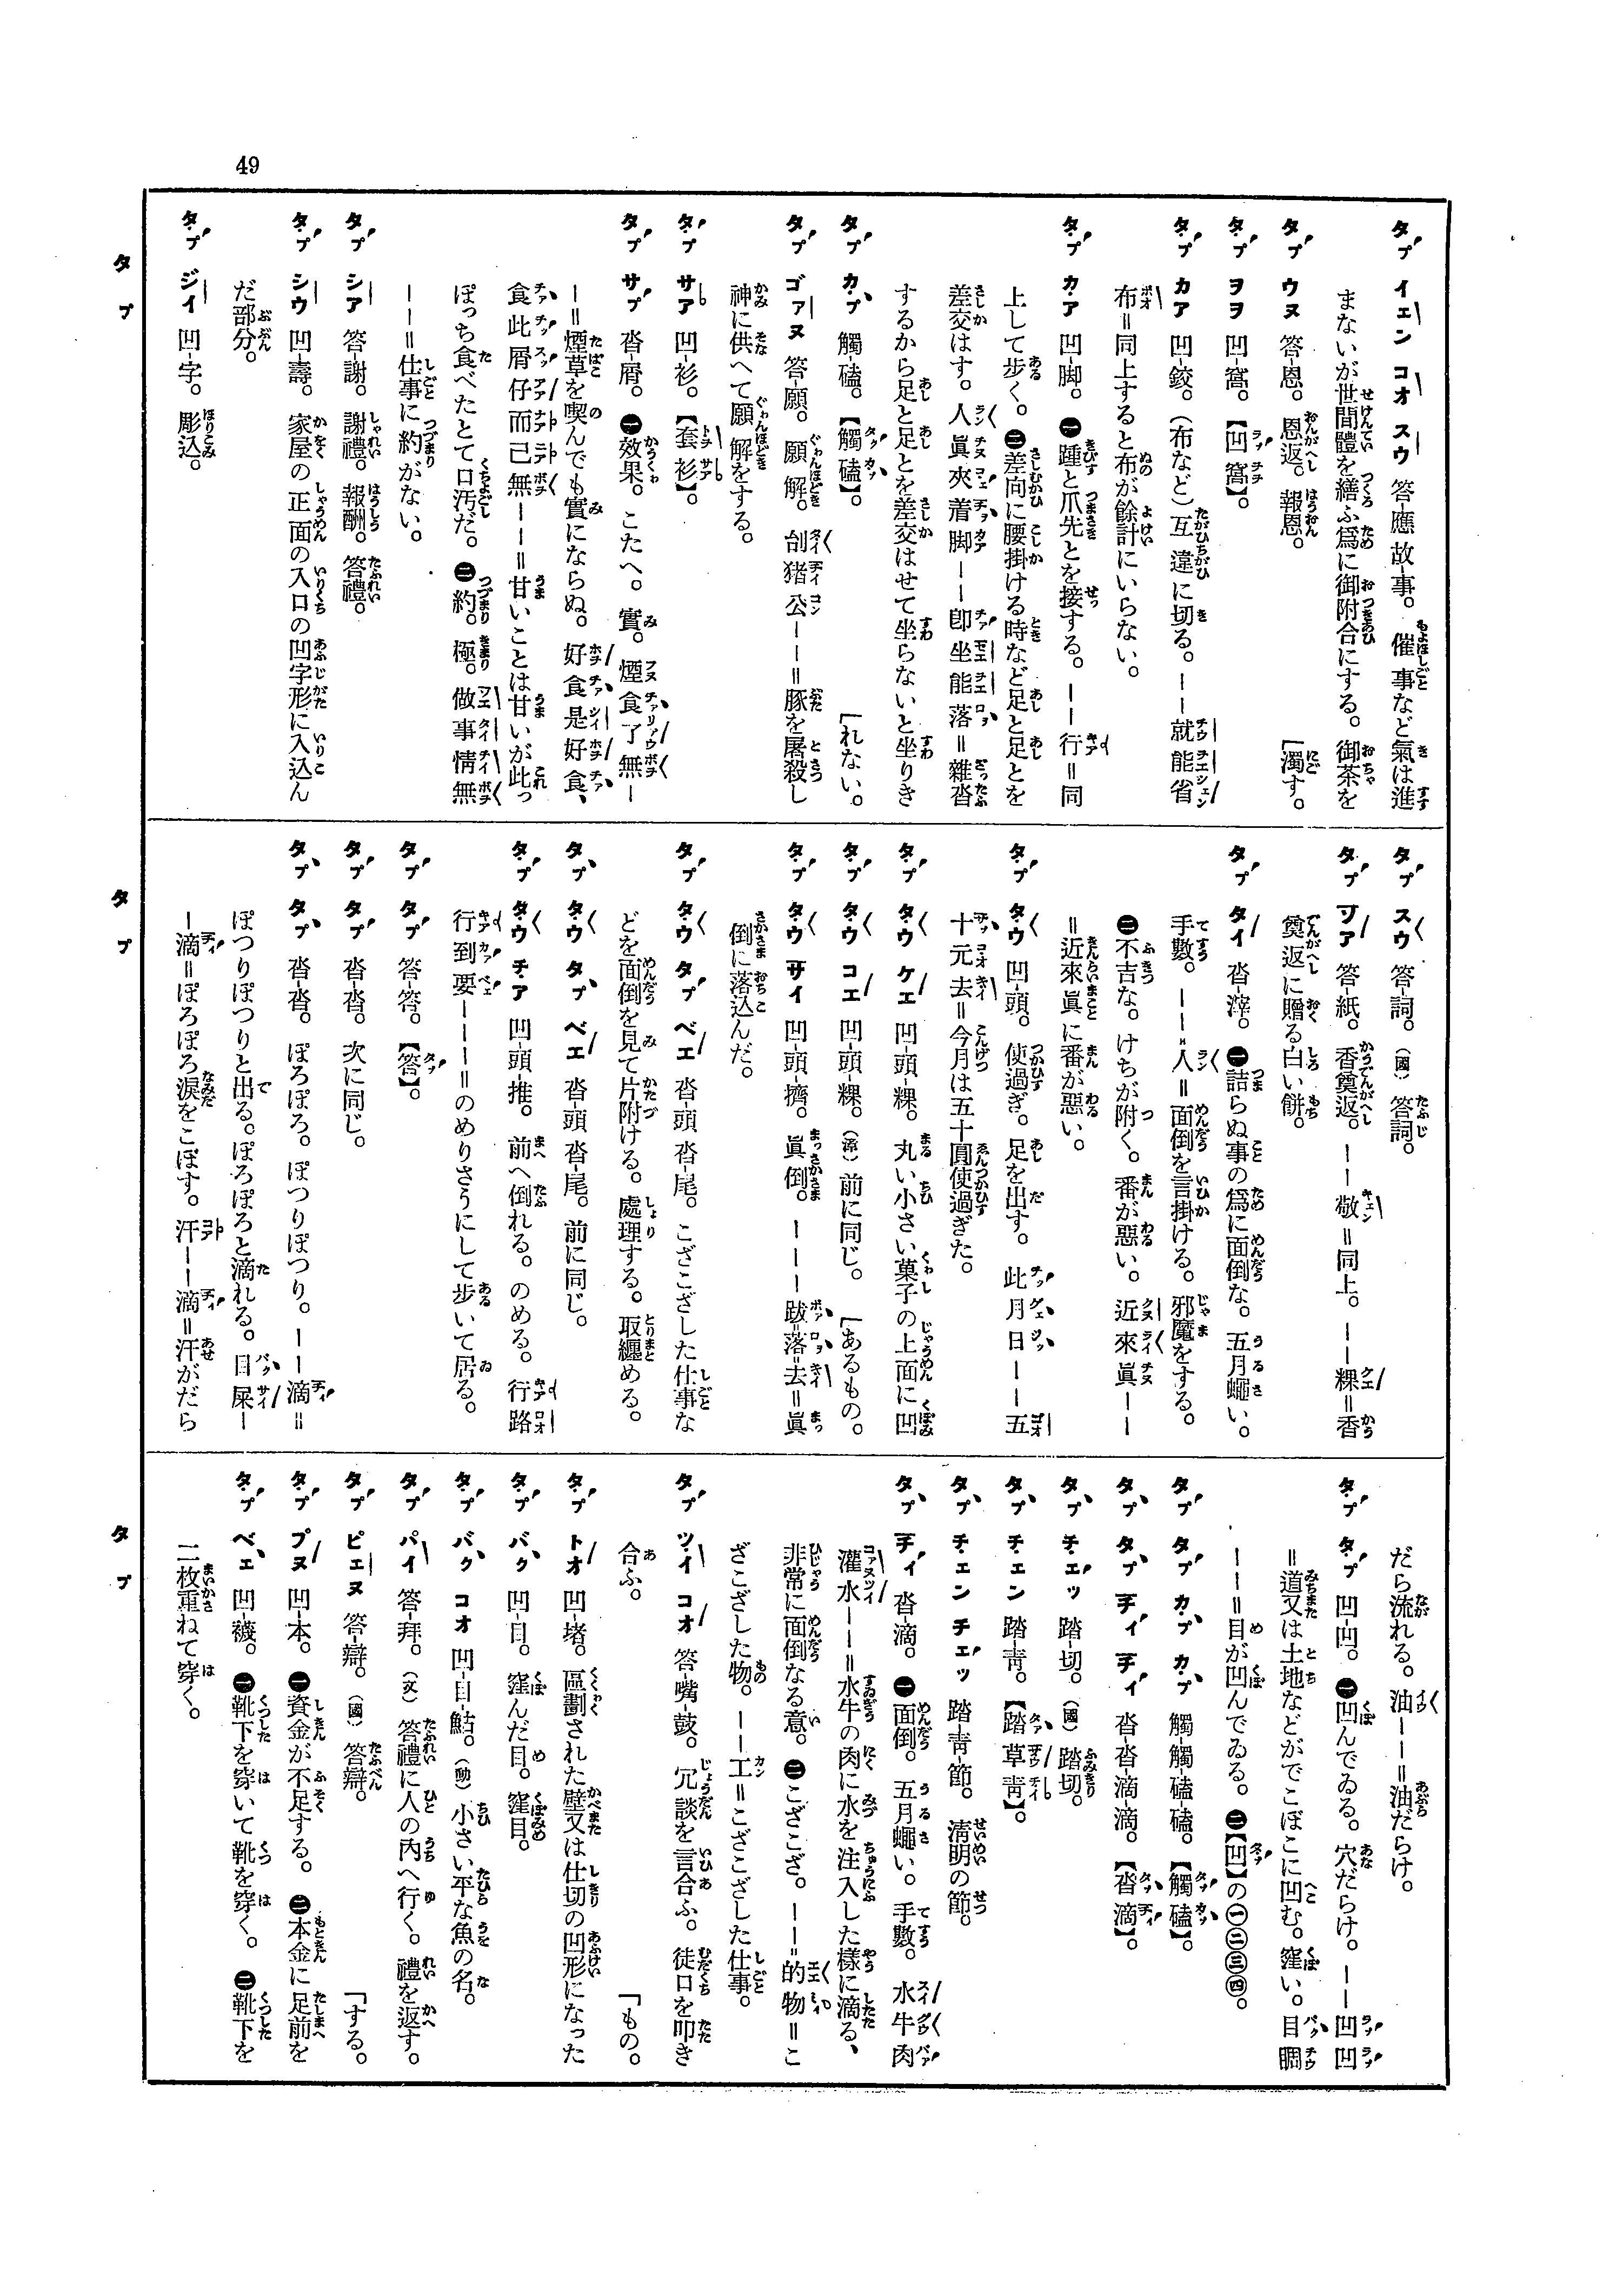 49
タ プ イェン コオ スウ 答-應 故-事。 催事など氣は進
まないが世間體を繕ふ爲に御附合にする。御茶を
タ プ ウヌ 答-恩。 恩返。報恩。 [濁す。
タ プ ヲヲ 凹-窩。【凹窩】。
タ プ カア 凹-鉸。(布など)互違に切る。——就能省
布=同上すると布が餘計にいらない。
タ プ カ ア 凹-脚。 ㊀踵と爪先とを接する。——行=同
上して步く。㊁差向に腰掛ける時など足と足とを
差交はす。人眞夾着脚——卽坐能落=雜沓
するから足と足とを差交はせて坐らないと坐りき
タ プ カ プ 觸-磕。【觸磕】。 [れない。
タ プ ゴァヌ 答-願。 願解。刣猪公——=豚を屠殺し
神に供へて願解をする。
タ プ サア 凹-衫。【套衫】。
タ プ サ プ 沓-屑。 ㊀效果。こたへ。實。煙食了無—
—=煙草を喫んでも實にならぬ。好食是好食、
食此屑仔而已無——=甘いことは甘いが此っ
ぽっち食べたとて口汚だ。㊁約。極。做事情無
——=仕事に約がない。
タ プ シア 答-謝。 謝禮。報酬。答禮。
タ プ シウ 凹-壽。 家屋の正面の入口の凹字形に入込ん
だ部分。
タ プ ジイ 凹-字。 彫込。
タ プ スウ 答-詞。(國) 答詞。
タ プ ツァ 答-紙。 香奠返。——敬=同上。——粿=香
奠返に贈る白い餅。
タ プ タイ 沓-滓。 ㊀詰らぬ事の爲に面倒な。五月蠅い。
手數。——人=面倒を言掛ける。邪魔をする。
㊁不吉な。けちが附く。番が惡い。近來眞——
=近來眞に番が惡い。
タ プ タ ウ 凹-頭。 使過ぎ。足を出す。此月日——五
十元去=今月は五十圓使過ぎた。
タ プ タ ウ ケェ 凹-頭-粿。 丸い小さい菓子の上面に凹
タ プ タ ウ コエ 凹-頭-粿。(漳)前に同じ。 [あるもの。
タ プ タ ウ サイ 凹-頭-擠。 眞倒。——跋落去=眞
倒に落込んだ。
タ プ タ ウ タ プ ベエ 沓-頭 沓-尾。 こざこざした仕事な
どを面倒を見て片附ける。處理する。取纏める。
タ プ タ ウ タ プ ベエ 沓-頭 沓-尾。 前に同じ。
タ プ タ ウ チ ア 凹-頭-推。 前へ倒れる。のめる。行路
行到要——=のめりさうにして步いて居る。
タ プ 答-答。【答】。
タ プ 沓-沓。 次に同じ。
タ プ タ プ 沓-沓。 ぽろぽろ。ぽつりぽつり。——滴=
ぽつりぽつりと出る。ぽろぽろと滴れる。目屎—
—滴=ぽろぽろ淚をこぼす。汗——滴=汗がだら
だら流れる。油——=油だらけ。
タ プ タ プ 凹-凹。 ㊀凹んでゐる。穴だらけ。——凹凹
=道又は土地などがでこぼこに凹む。窪い。目瞯
——=目が凹んでゐる。㊁【凹】の㊀㊁㊂㊃。
タ プ タ プ カ プ カ プ 觸-觸-磕-磕。【觸磕】。
タ プ タ プ チィ チィ 沓-沓-滴-滴。【沓滴】。
タ プ チェッ 踏-切。(國) 踏切。
タ プ チェン 踏-靑。【踏草靑】。
タ プ チェン チェッ 踏-靑-節。 淸明の節。
タ プ チィ 沓-滴。 ㊀面倒。五月蠅い。手數。水牛肉
灌水——=水牛の肉に水を注入した樣に滴る、
非常に面倒なる意。㊁こざこざ。——的物=こ
ざこざした物。——工=こざこざした仕事。
タ プ ツイ コオ 答-嘴-鼓。 冗談を言合ふ。徒口を叩き
合ふ。 [もの。
タ プ トオ 凹-堵。 區劃された壁又は仕切の凹形になった
タ プ バ ク 凹-目。 窪んだ目。窪目。
タ プ バ ク コオ 凹-目-鮕。(動) 小さい平な魚の名。
タ プ パイ 答-拜。(文) 答禮に人の內へ行く。禮を返す。
タ プ ピェヌ 答-辯。(國) 答辯。 [する。
タ プ プヌ 凹-本。 ㊀資金が不足する。㊁本金に足前を
タ プ ベェ 凹-襪。 ㊀靴下を穿いて靴を穿く。㊁靴下を
二枚重ねて穿く。
タ プ
タ プ
タ プ